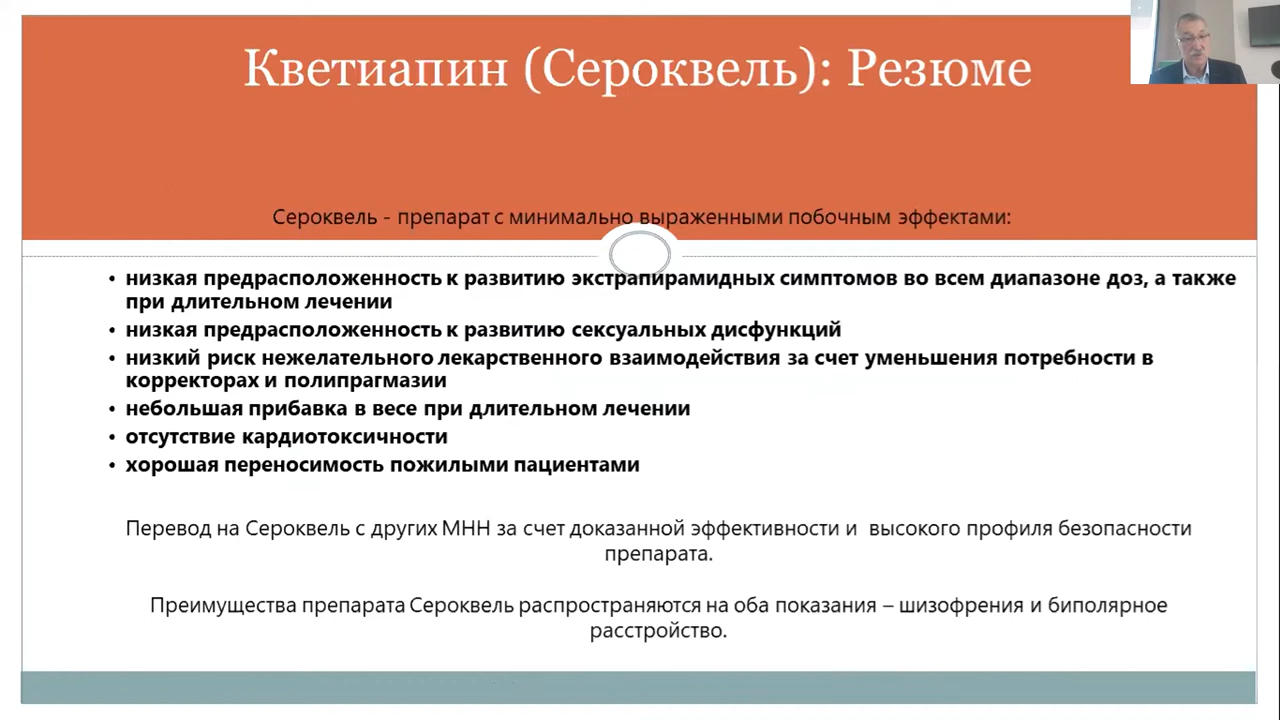 Кветиапин (Сероквель): Резюме
Сероквель - препарат с минимально выраженными побочным эффектами:
• низкая предрасположенность к развитию экстрапирамидных симптомов во всем диапазоне доз, а также
при длительном лечении
• низкая предрасположенность к развитию сексуальных дисфункций
• низкий риск нежелательного лекарственного взаимодействия за счет уменьшения потребности в
корректорах и полипрагмазии
• небольшая прибавка в весе при длительном лечении
• отсутствие кардиотоксичности
• хорошая переносимость пожилыми пациентами
Перевод на Сероквель с других МНН за счет доказанной эффективности и высокого профиля безопасности
препарата.
Преимущества препарата Сероквель распространяются на оба показания – шизофрения и биполярное
расстройство.